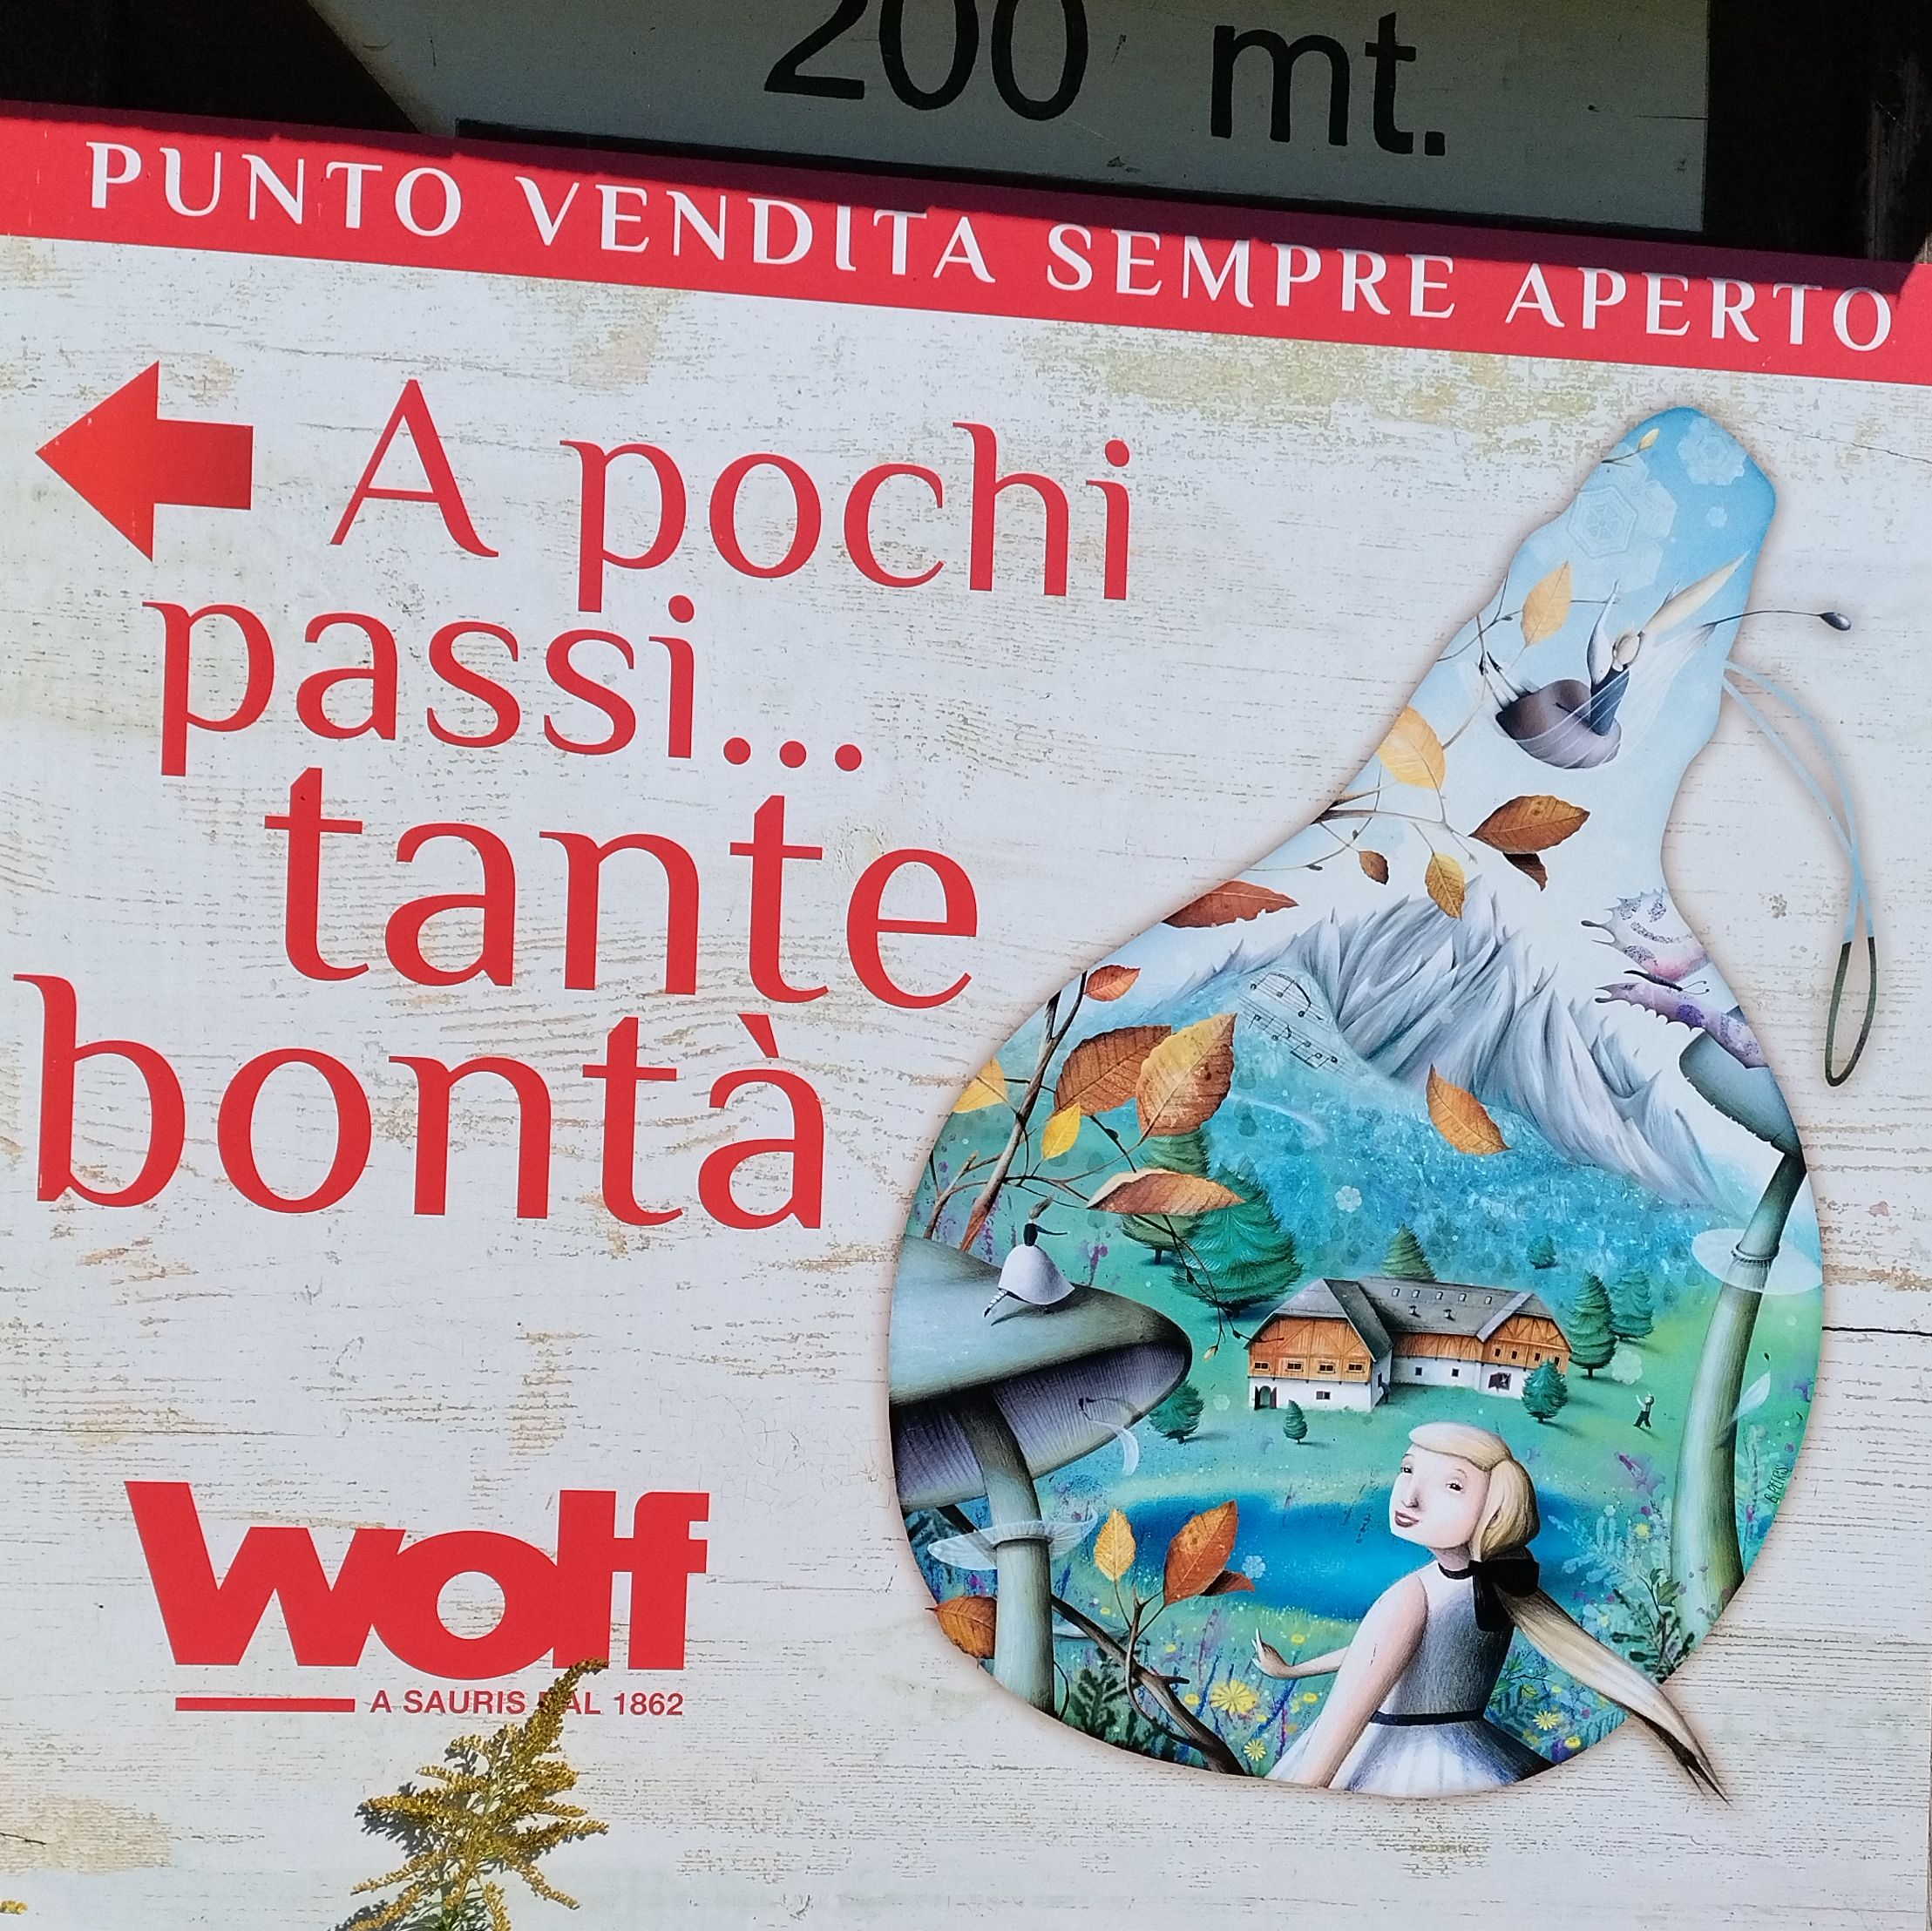 200 mt.
PUNTO VENDITA SEMPRE APERTO
A pochi
passi...
tante
bontà
wolf
A SAURIS DAL 1862